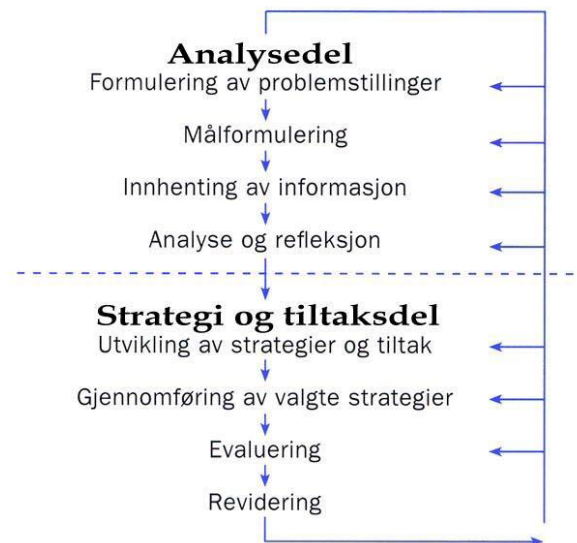 Analysedel
Formulering av problemstillinger
Målformulering
Innhenting av informasjon
Analyse og refleksjon
Strategi og tiltaksdel
Utvikling av strategier og tiltak
Gjennomføring av valgte strategier
Evaluering
Revidering